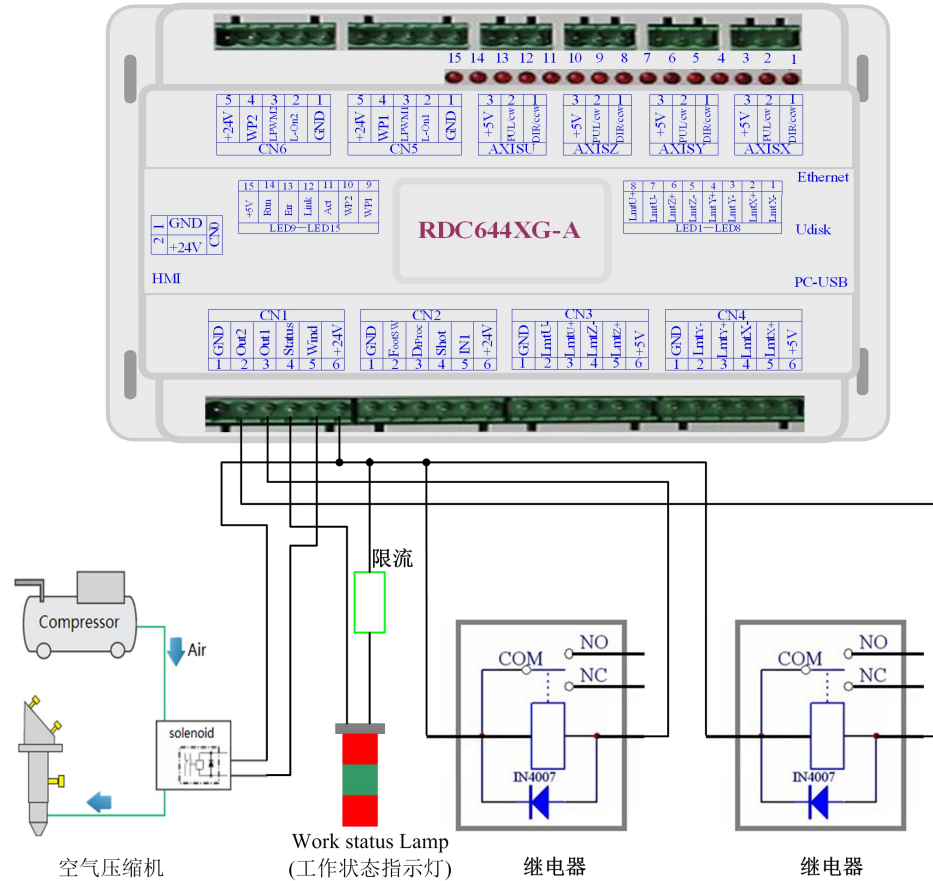 15 14 13 12 11 10 9 8 7 6 5 4 3 2 1
5 4 3 2 1
+24V WP2 LPWM2 L-On2 GND
CN6
5 4 3 2 1
+24V WP1 LPWM1 L-On1 GND
CN5
3 2 1
+5V PUL/cw DIR/ccw
AXISU
3 2 1
+5V PUL/cw DIR/ccw
AXISZ
3 2 1
+5V PUL/cw DIR/ccw
AXISY
3 2 1
+5V PUL/cw DIR/ccw
AXISX
Ethernet
15 14 13 12 11 10 9
+5V Run Err Link Act WP2 WP1
LED9—LED15
8 7 6 5 4 3 2 1
LmtU+ LmtU- LmtZ+ LmtZ- LmtY+ LmtY- LmtX+ LmtX-
LED1—LED8
1 GND
2 +24V
CN0
RDC644XG-A
Udisk
HMI
PC-USB
CN1
GND Out2 Out1 Status Wind +24V
1 2 3 4 5 6
CN2
GND FootSW DrProc Shot IN1 +24V
1 2 3 4 5 6
CN3
GND LmtU- LmtU+ LmtZ- LmtZ+ +5V
1 2 3 4 5 6
CN4
GND LmtY- LmtY+ LmtX- LmtX+ +5V
1 2 3 4 5 6
限流
Compressor
Air
solenoid
NO
COM
NC
IN4007
NO
COM
NC
IN4007
Work status Lamp
(工作状态指示灯)
空气压缩机
继电器
继电器